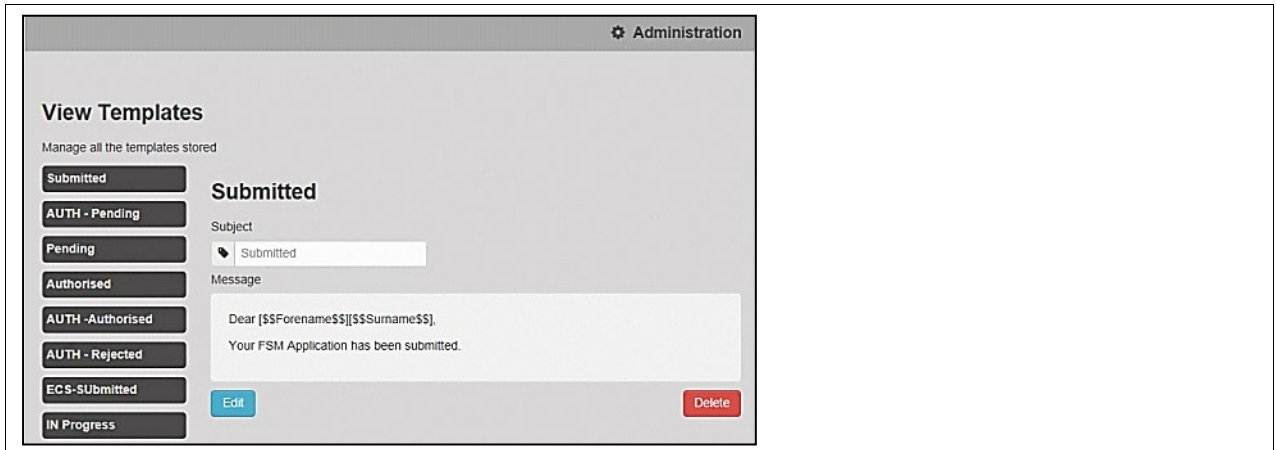 Administration
View Templates
Manage all the templates stored
Submitted
AUTH - Pending
Pending
Authorised
AUTH -Authorised
AUTH - Rejected
ECS-SUbmitted
IN Progress
Submitted
Subject
Submitted
Message
Dear [$$Forename$$][$$Surname$$],
Your FSM Application has been submitted.
Edit
Delete